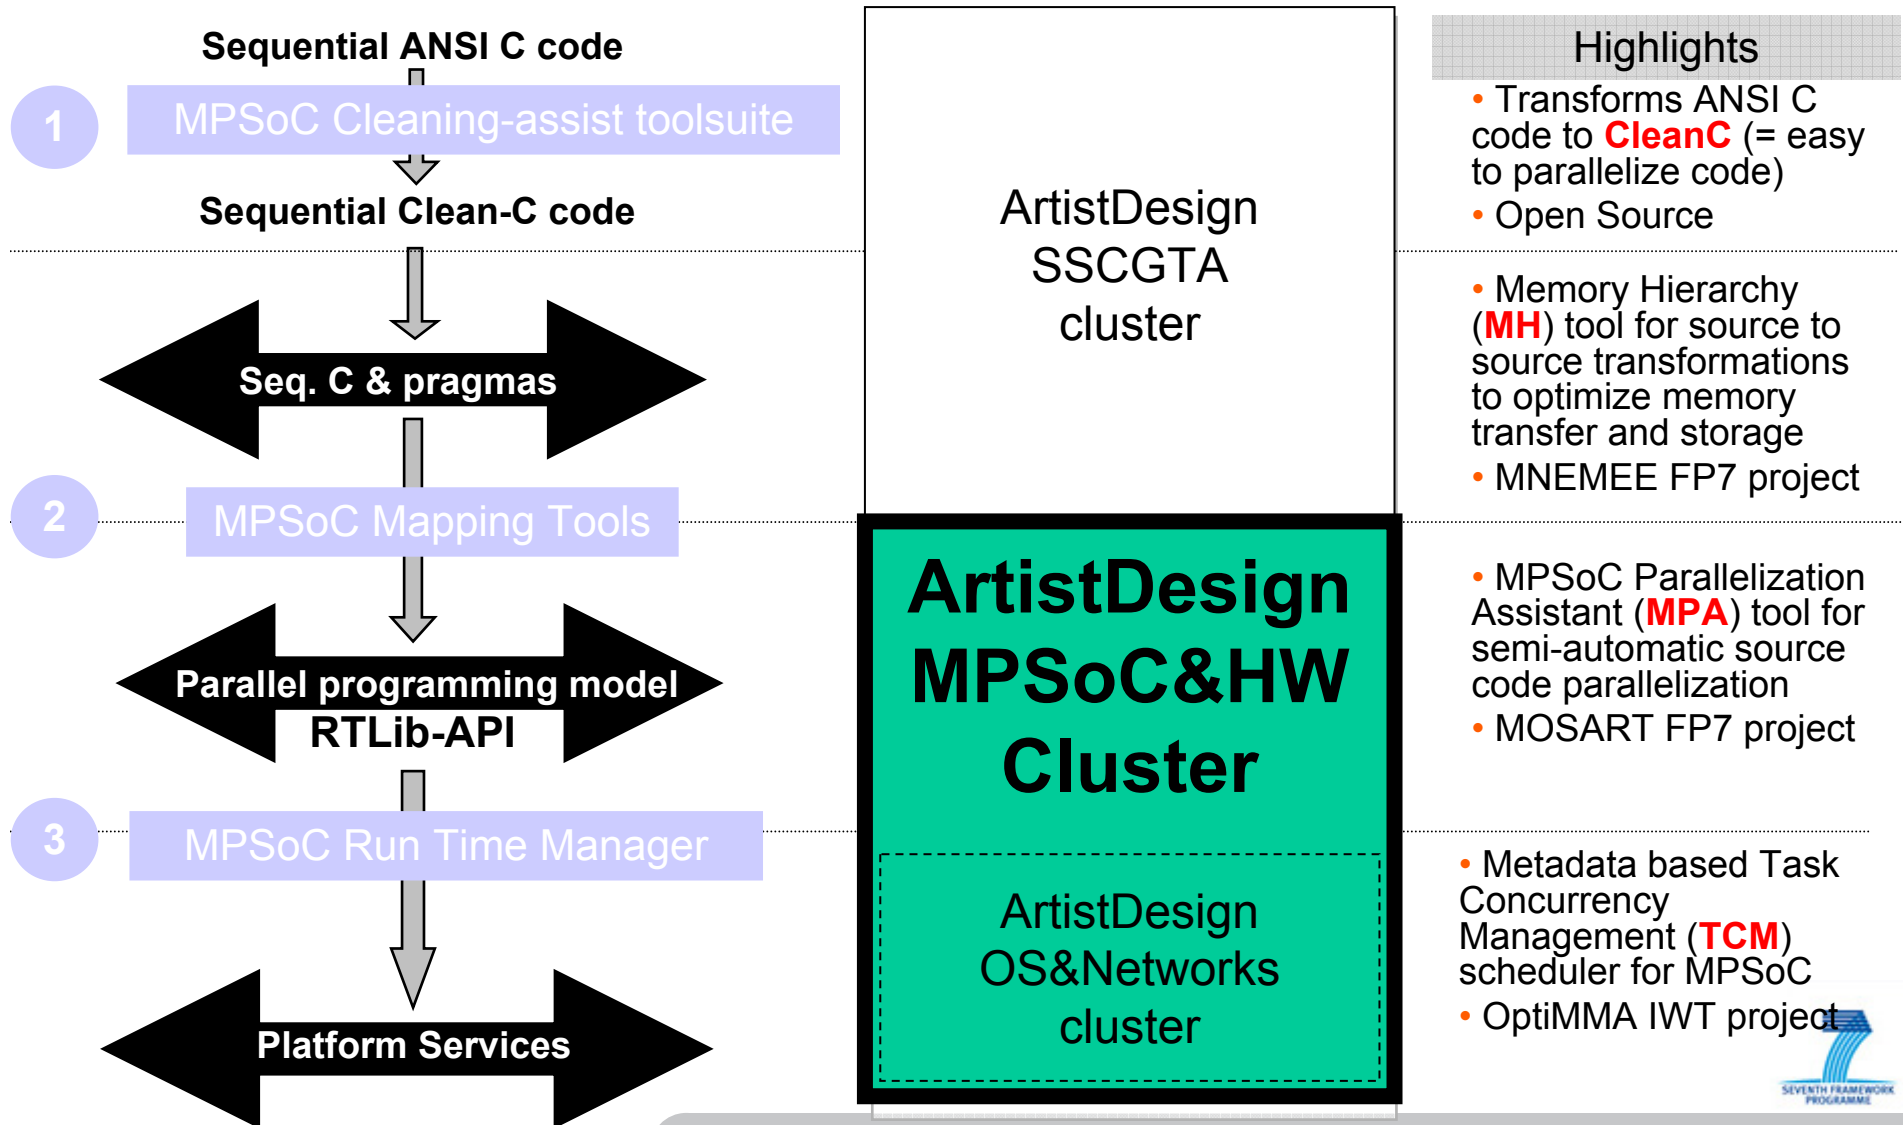 Sequential ANSI C code
1
MPSoC Cleaning-assist toolsuite
Sequential Clean-C code
Seq. C & pragmas
2
MPSoC Mapping Tools
Parallel programming model
RTLib-API
3
MPSoC Run Time Manager
Platform Services
ArtistDesign
SSCGTA
cluster
ArtistDesign
MPSoC&HW
Cluster
ArtistDesign
OS&Networks
cluster
Highlights
• Transforms ANSI C
code to CleanC (= easy
to parallelize code)
• Open Source
• Memory Hierarchy
(MH) tool for source to
source transformations
to optimize memory
transfer and storage
• MNEMEE FP7 project
• MPSoC Parallelization
Assistant (MPA) tool for
semi-automatic source
code parallelization
• MOSART FP7 project
• Metadata based Task
Concurrency
Management (TCM)
scheduler for MPSoC
• OptiMMA IWT project
SEVENTH FRAMEWORK
PROGRAMME